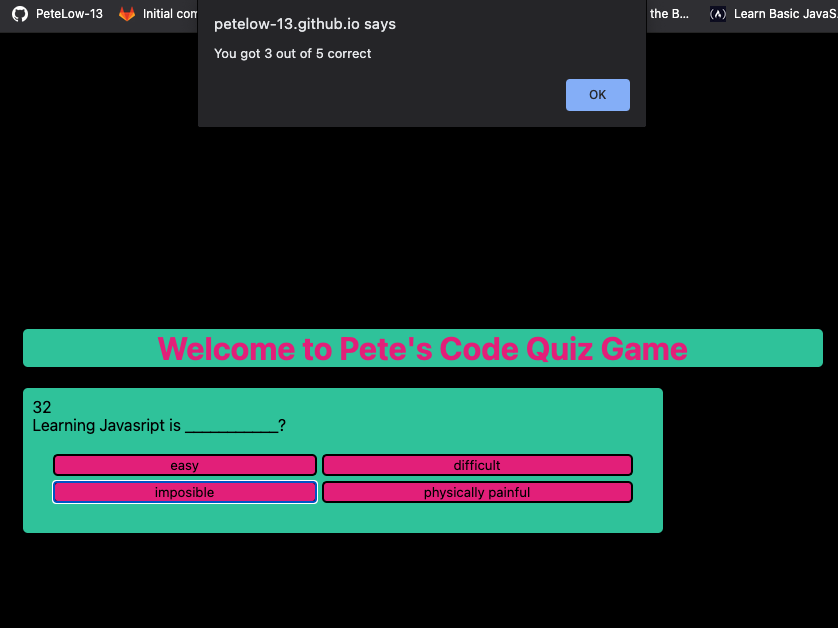 PeteLow-13 Initial com the B... Learn Basic JavaS
petelow-13.github.io says
You got 3 out of 5 correct
OK
Welcome to Pete's Code Quiz Game
32
Learning Javasript is ___________?
easy difficult
imposible physically painful